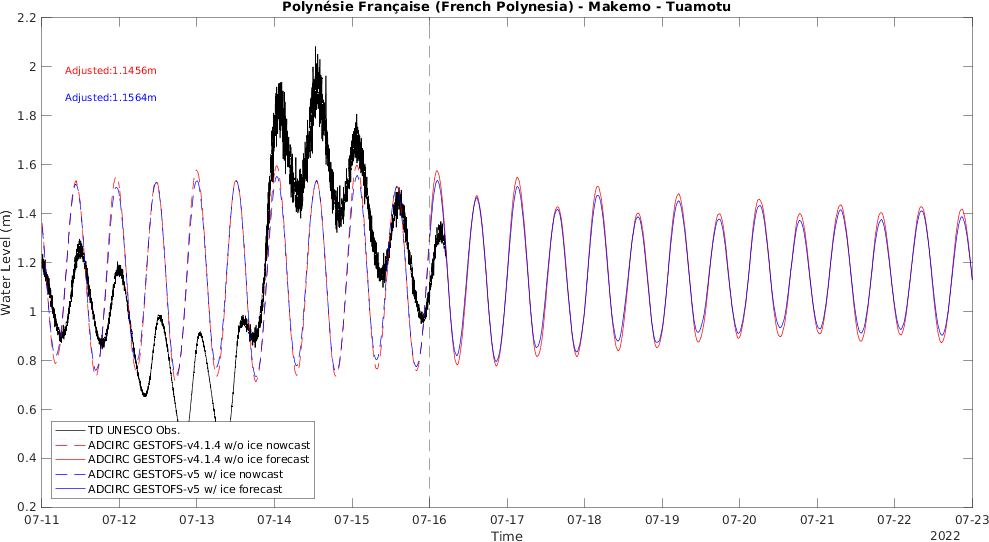 Polynésie Française (French Polynesia) - Makemo - Tuamotu
2.2
2
1.8
1.6
1.4
1.2
1
0.8
0.6
0.4
0.2
Water Level (m)
Adjusted:1.1456m
Adjusted:1.1564m
TD UNESCO Obs.
ADCIRC GESTOFS-v4.1.4 w/o ice nowcast
ADCIRC GESTOFS-v4.1.4 w/o ice forecast
ADCIRC GESTOFS-v5 w/ ice nowcast
ADCIRC GESTOFS-v5 w/ ice forecast
07-11 07-12 07-13 07-14 07-15 07-16 07-17 07-18 07-19 07-20 07-21 07-22 07-23
Time
2022